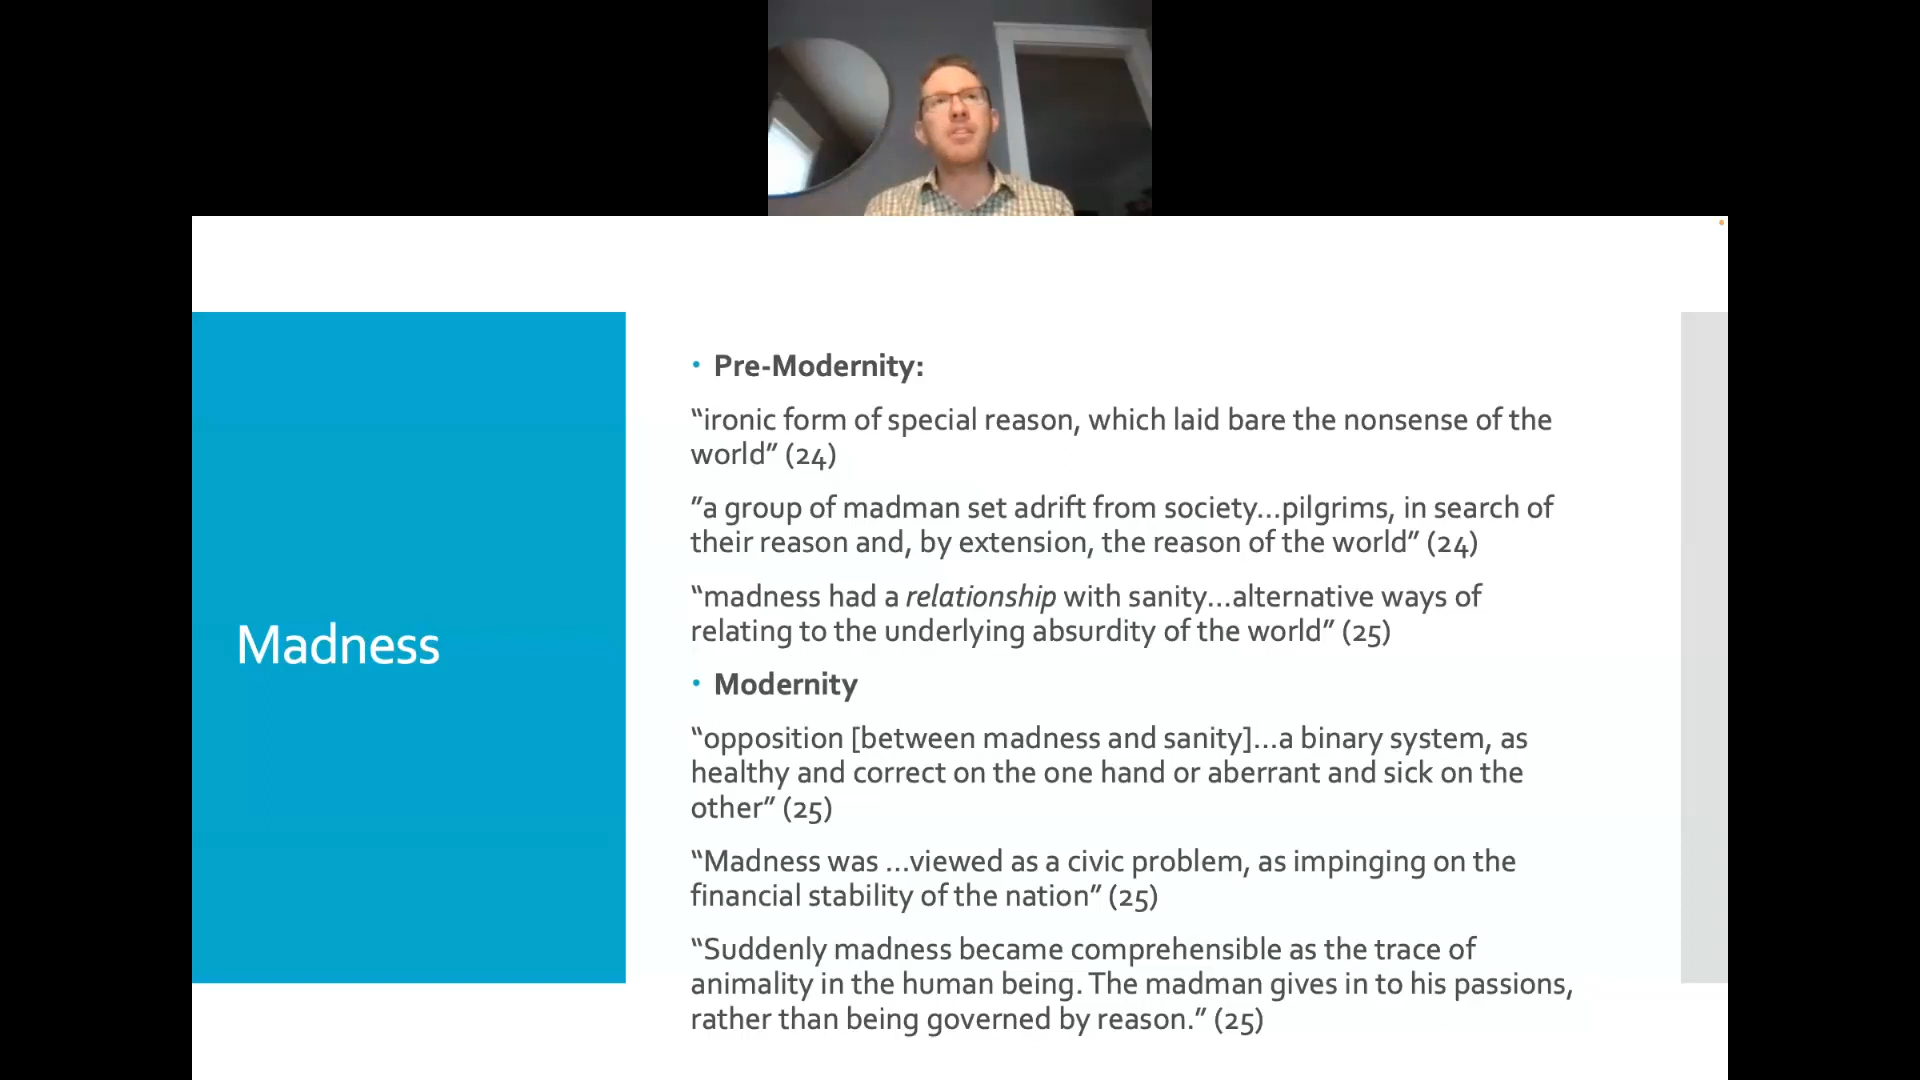 Madness
• Pre-Modernity:
“ironic form of special reason, which laid bare the nonsense of the
world” (24)
”a group of madman set adrift from society…pilgrims, in search of
their reason and, by extension, the reason of the world” (24)
“madness had a relationship with sanity…alternative ways of
relating to the underlying absurdity of the world” (25)
• Modernity
“opposition [between madness and sanity]…a binary system, as
healthy and correct on the one hand or aberrant and sick on the
other” (25)
“Madness was …viewed as a civic problem, as impinging on the
financial stability of the nation” (25)
“Suddenly madness became comprehensible as the trace of
animality in the human being. The madman gives in to his passions,
rather than being governed by reason.” (25)